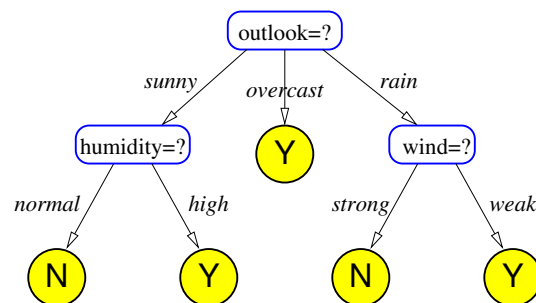 outlook=?
sunny overcast rain
humidity=? Y wind=?
normal high strong weak
N Y N Y